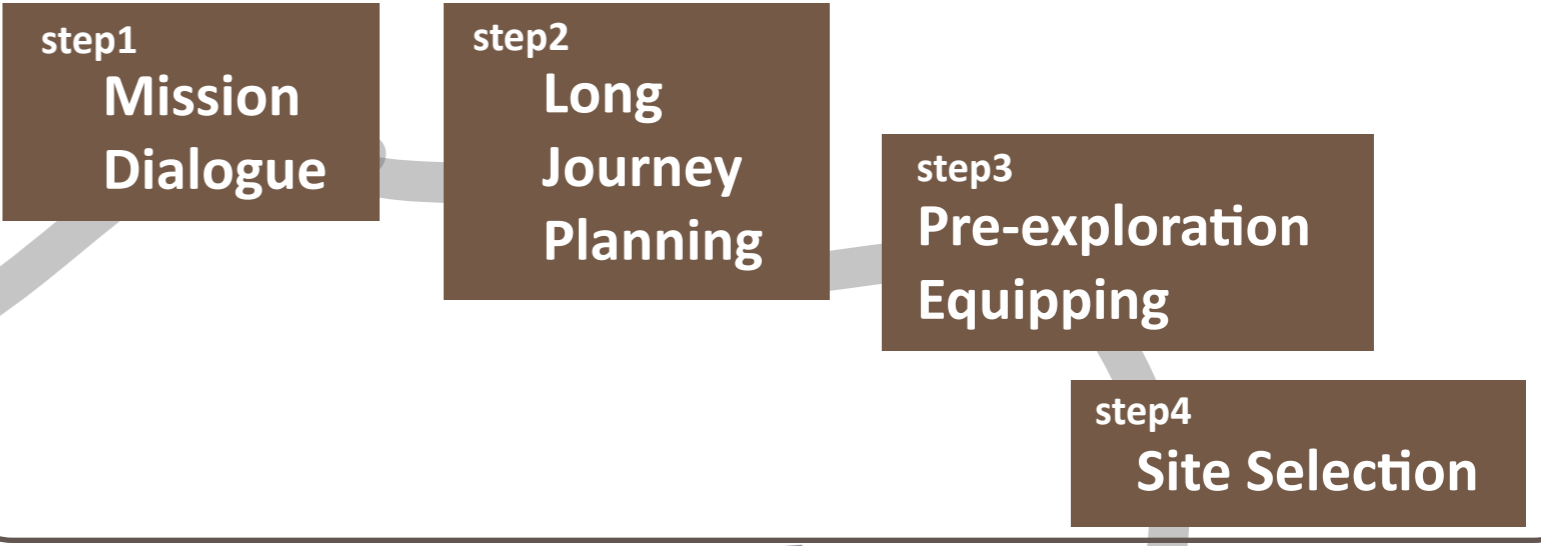 step1
Mission
Dialogue
step2
Long
Journey
Planning
step3
Pre-exploration
Equipping
step4
Site Selection